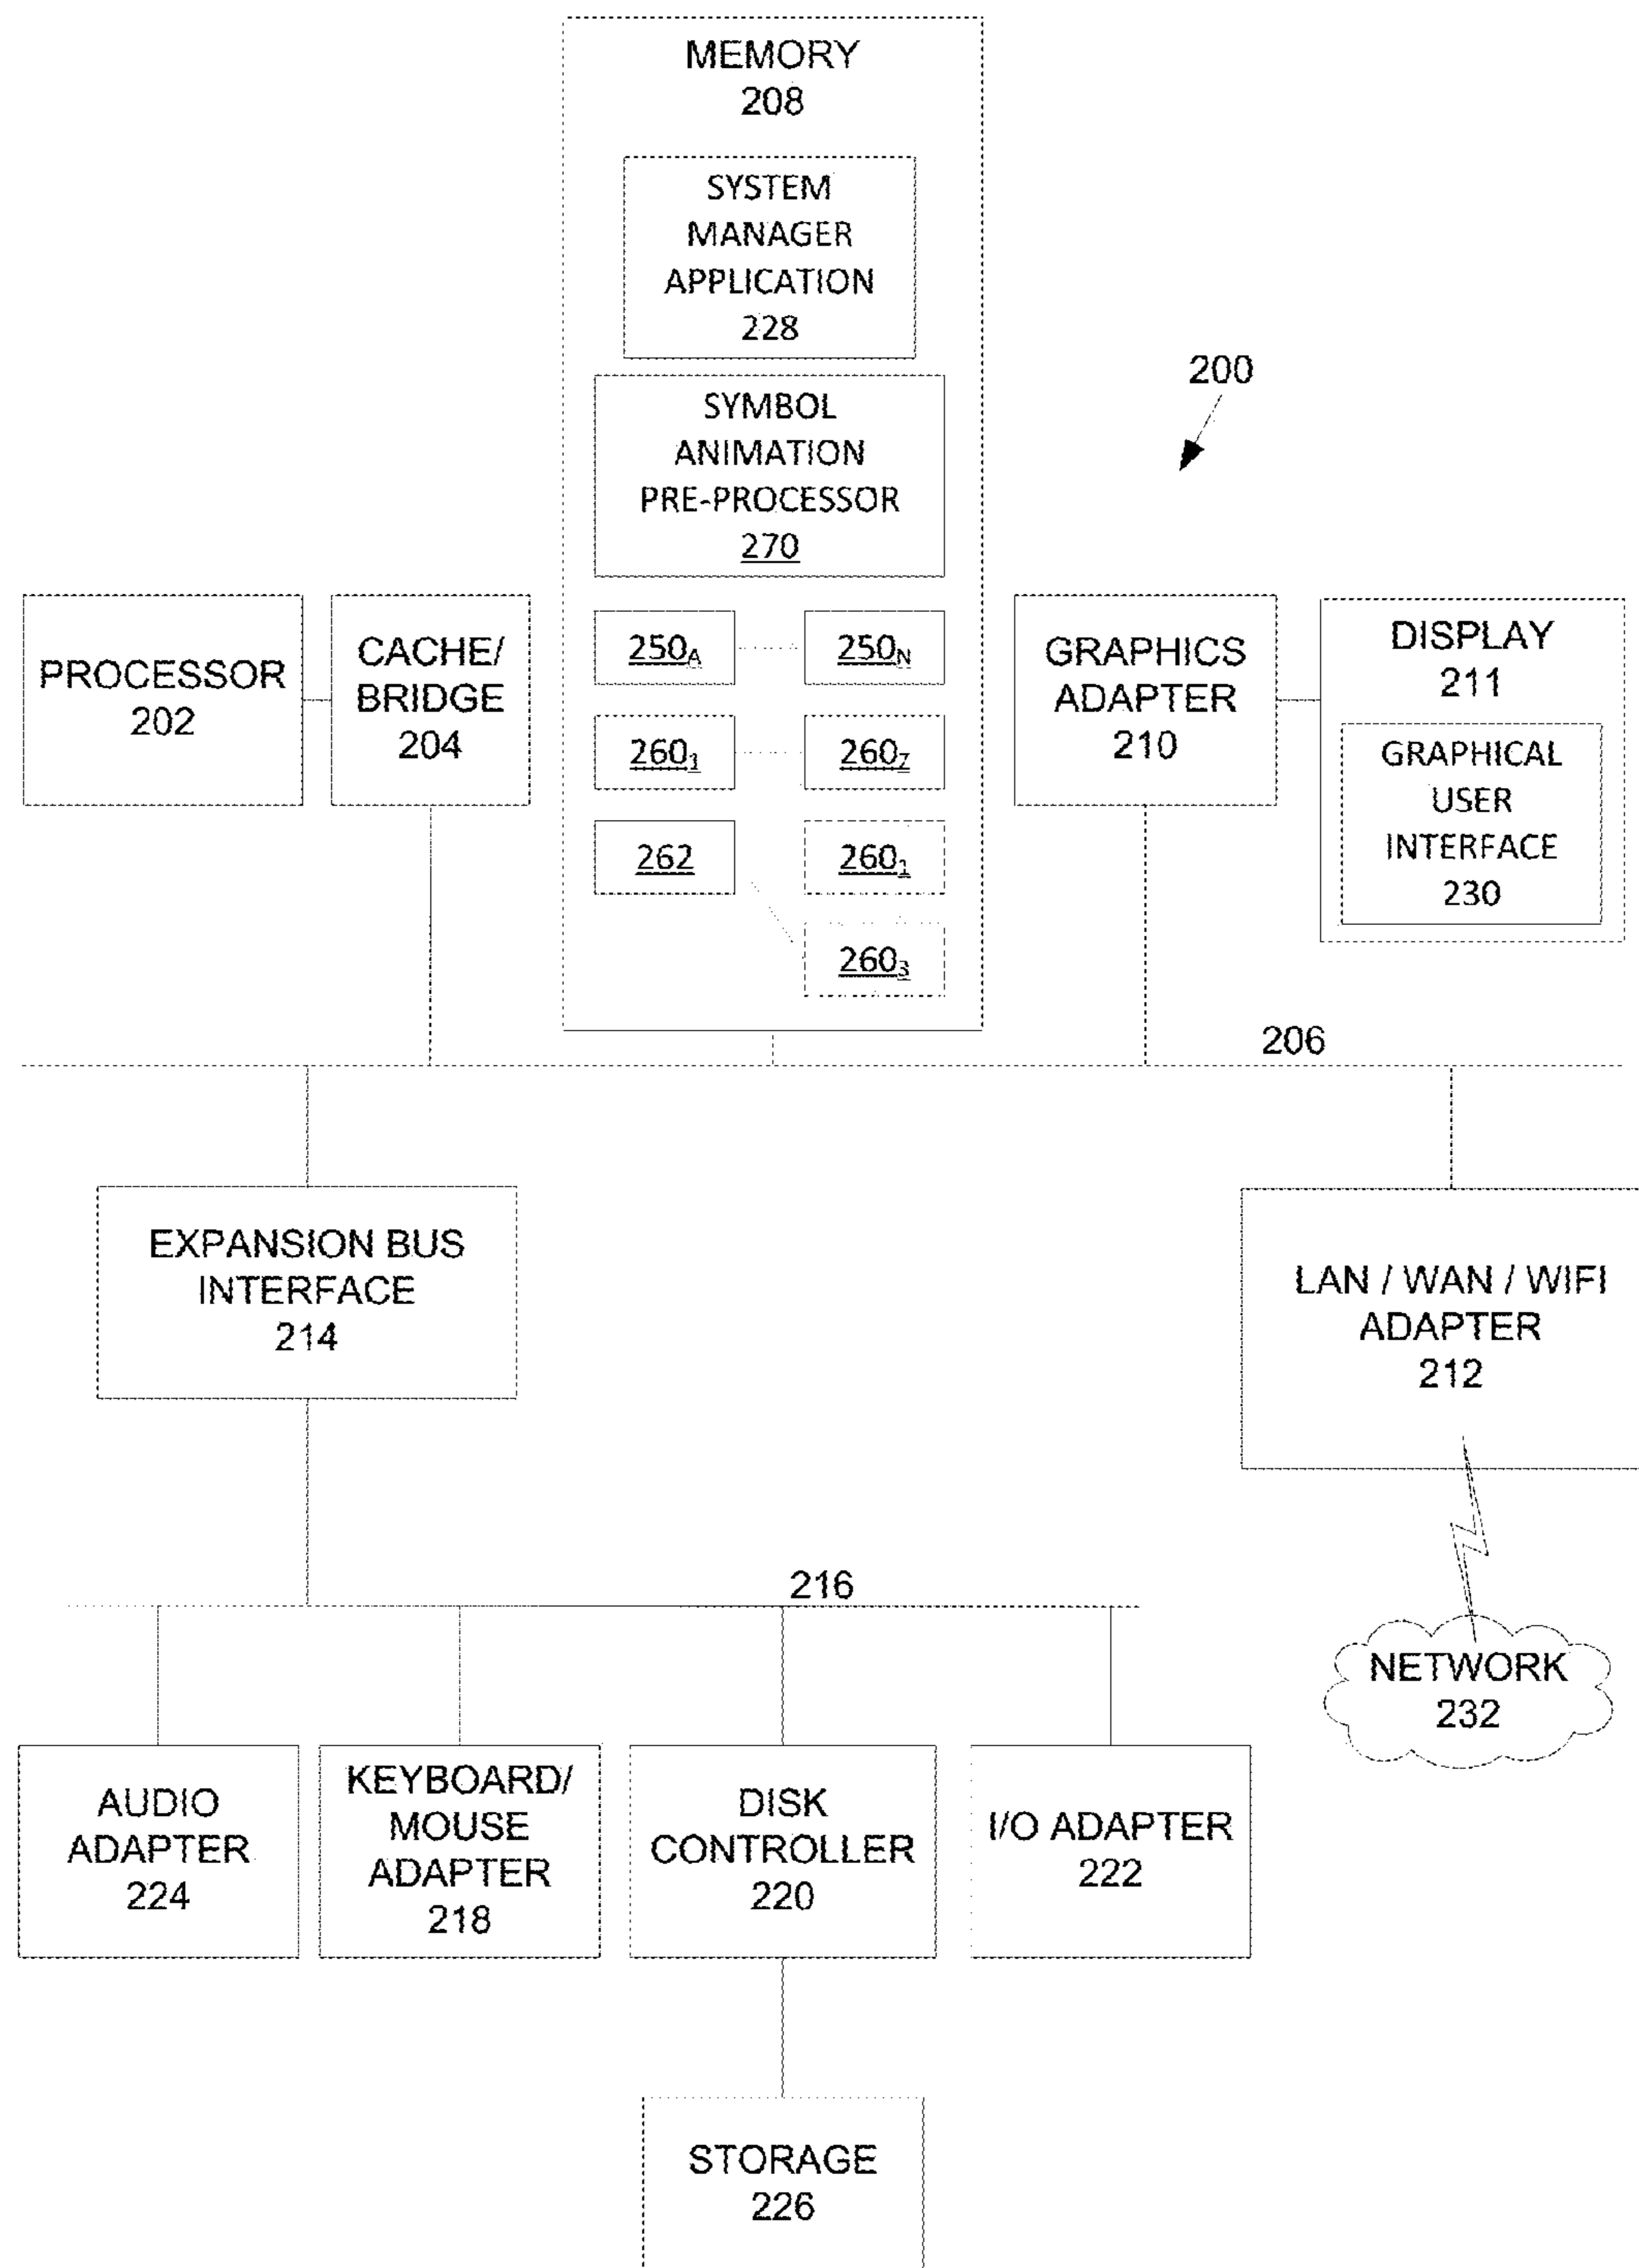 MEMORY
208
SYSTEM
MANAGER
APPLICATION
228
200
SYMBOL
ANIMATION
PRE-PROCESSOR
270
PROCESSOR
202
CACHE/
BRIDGE
204
250A
250N
2601
260Z
262
2601
2603
GRAPHICS
ADAPTER
210
DISPLAY
211
GRAPHICAL
USER
INTERFACE
230
206
EXPANSION BUS
INTERFACE
214
LAN / WAN / WIFI
ADAPTER
212
216
NETWORK
232
AUDIO
ADAPTER
224
KEYBOARD/
MOUSE
ADAPTER
218
DISK
CONTROLLER
220
I/O ADAPTER
222
STORAGE
226